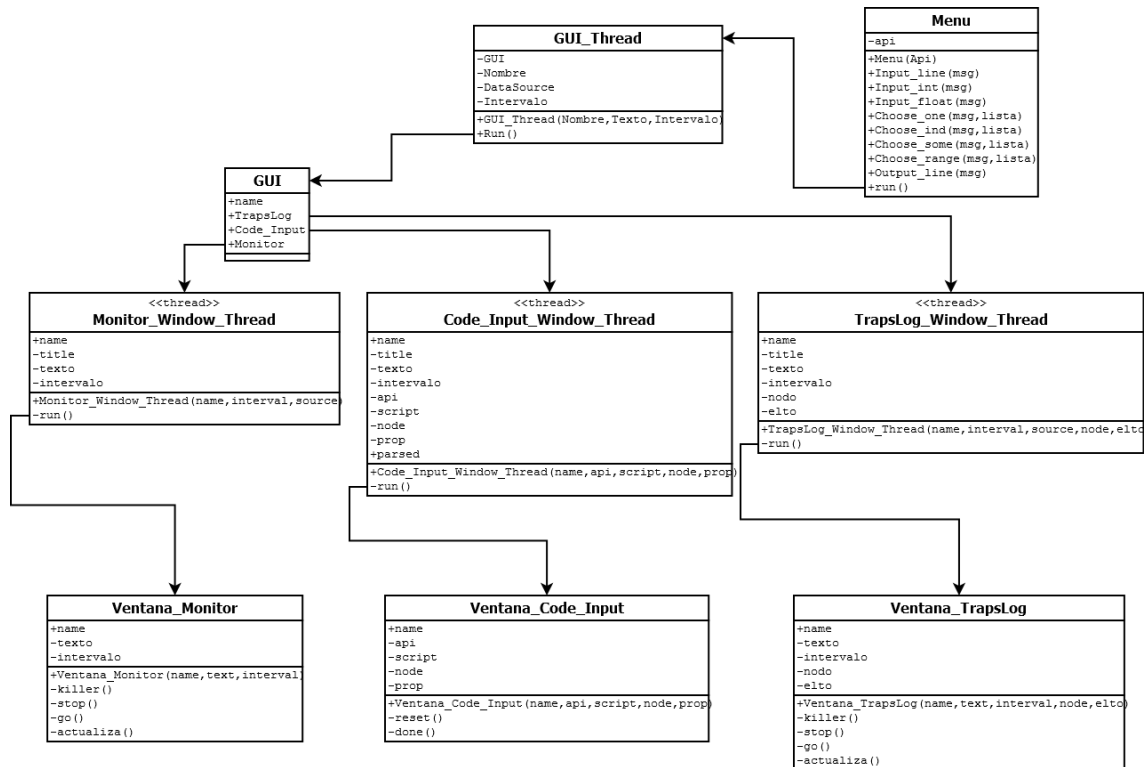 Menu
-api
+Menu(Api)
+Input_line(msg)
+Input_int(msg)
+Input_float(msg)
+Choose_one(msg,lista)
+Choose_ind(msg,lista)
+Choose_some(msg,lista)
+Choose_range(msg,lista)
+Output_line(msg)
+run()
GUI_Thread
-GUI
-Nombre
-DataSource
-Intervalo
+GUI_Thread(Nombre,Texto,Intervalo)
+Run()
GUI
+name
+TrapsLog
+Code_Input
+Monitor
<<thread>>
Monitor_Window_Thread
+name
-title
-texto
-intervalo
+Monitor_Window_Thread(name,interval,source)
-run()
<<thread>>
Code_Input_Window_Thread
+name
-title
-texto
-intervalo
-api
-script
-node
-prop
+parsed
+Code_Input_Window_Thread(name,api,script,node,prop)
-run()
<<thread>>
TrapsLog_Window_Thread
+name
-title
-texto
-intervalo
-nodo
-elto
+TrapsLog_Window_Thread(name,interval,source,node,elto
-run()
Ventana_Monitor
+name
-texto
-intervalo
+Ventana_Monitor(name,text,interval)
-killer()
-stop()
-go()
-actualiza()
Ventana_Code_Input
+name
-api
-script
-node
-prop
+Ventana_Code_Input(name,api,script,node,prop)
-reset()
-done()
Ventana_TrapsLog
+name
-texto
-intervalo
-nodo
-elto
+Ventana_TrapsLog(name,text,interval,node,elto)
-killer()
-stop()
-go()
-actualiza()